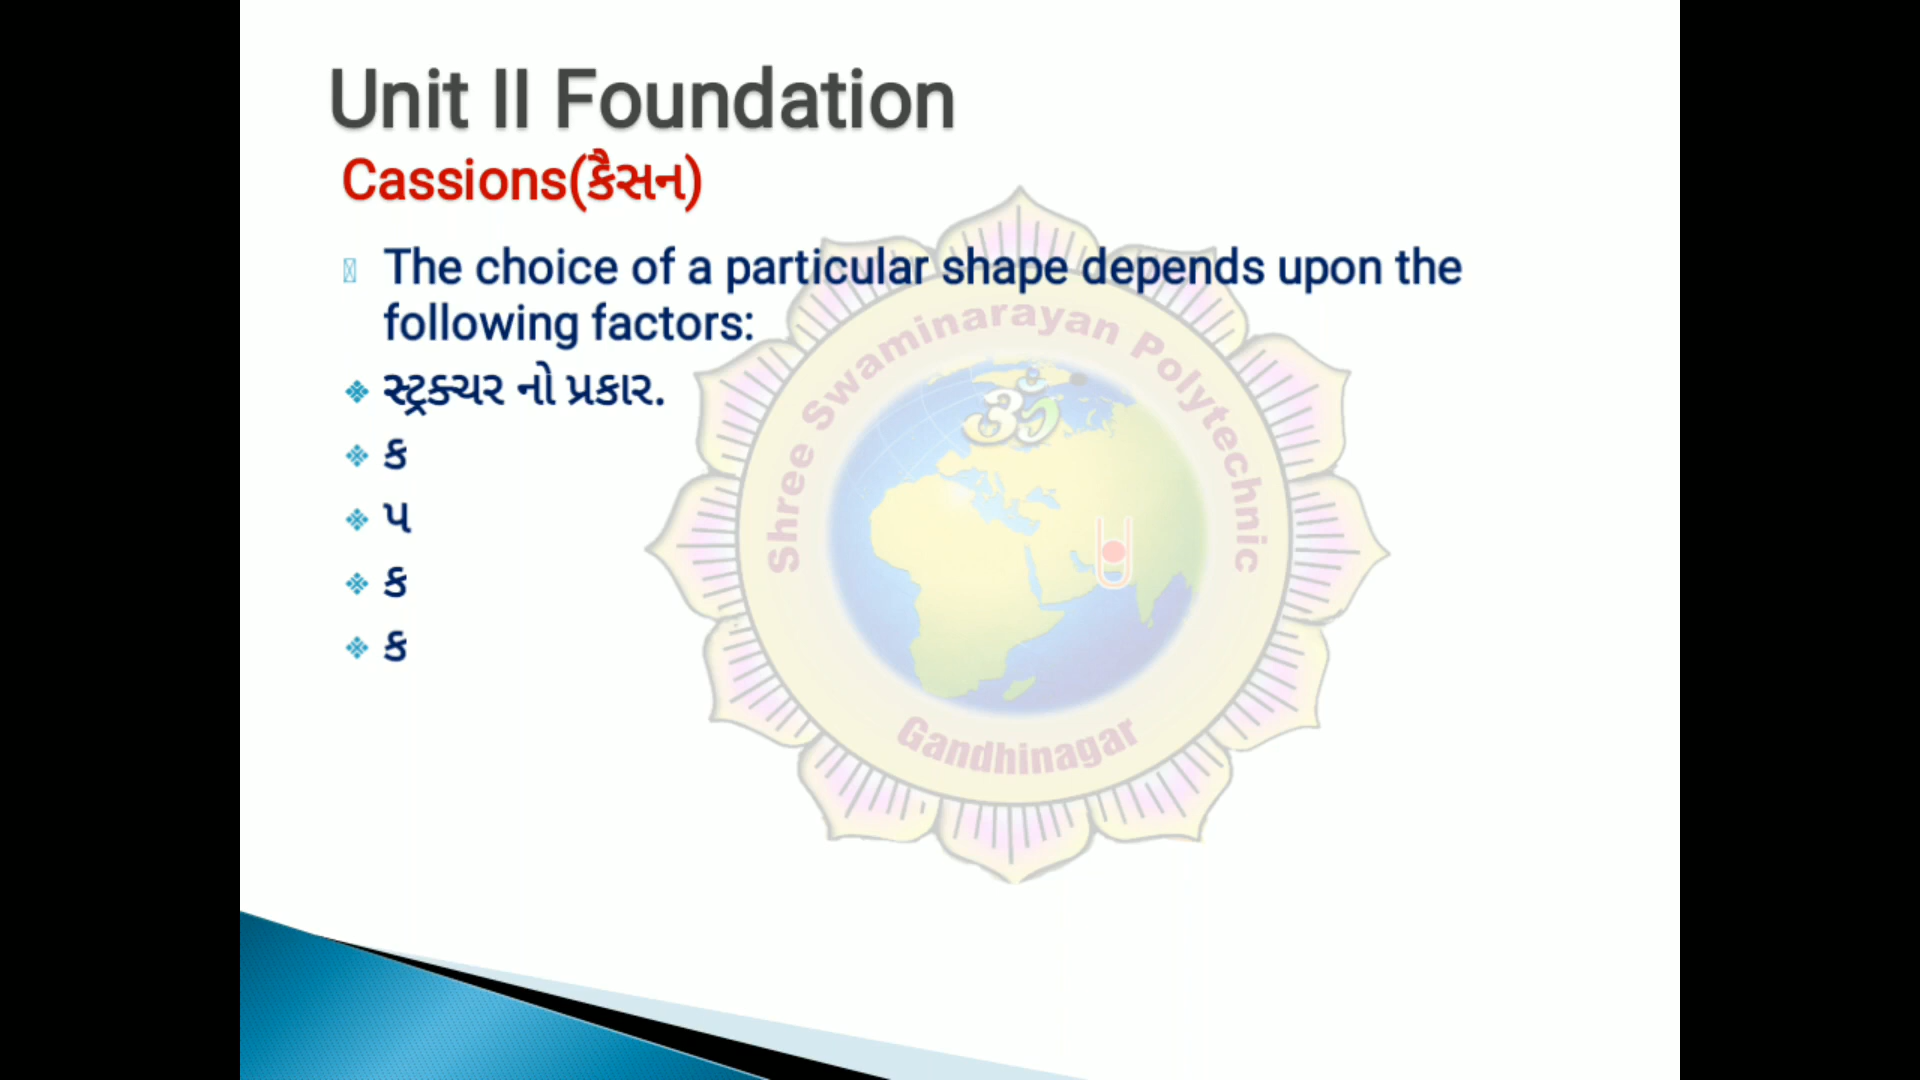 Unit II Foundation
Cassions(કૈસન)
The choice of a particular shape depends upon the
following factors:
સ્ટ્રક્ચર નો પ્રકાર.
ક
પ
ક
ક
Shree Swaminarayan Polytechnic
ૐ
Gandhinagar